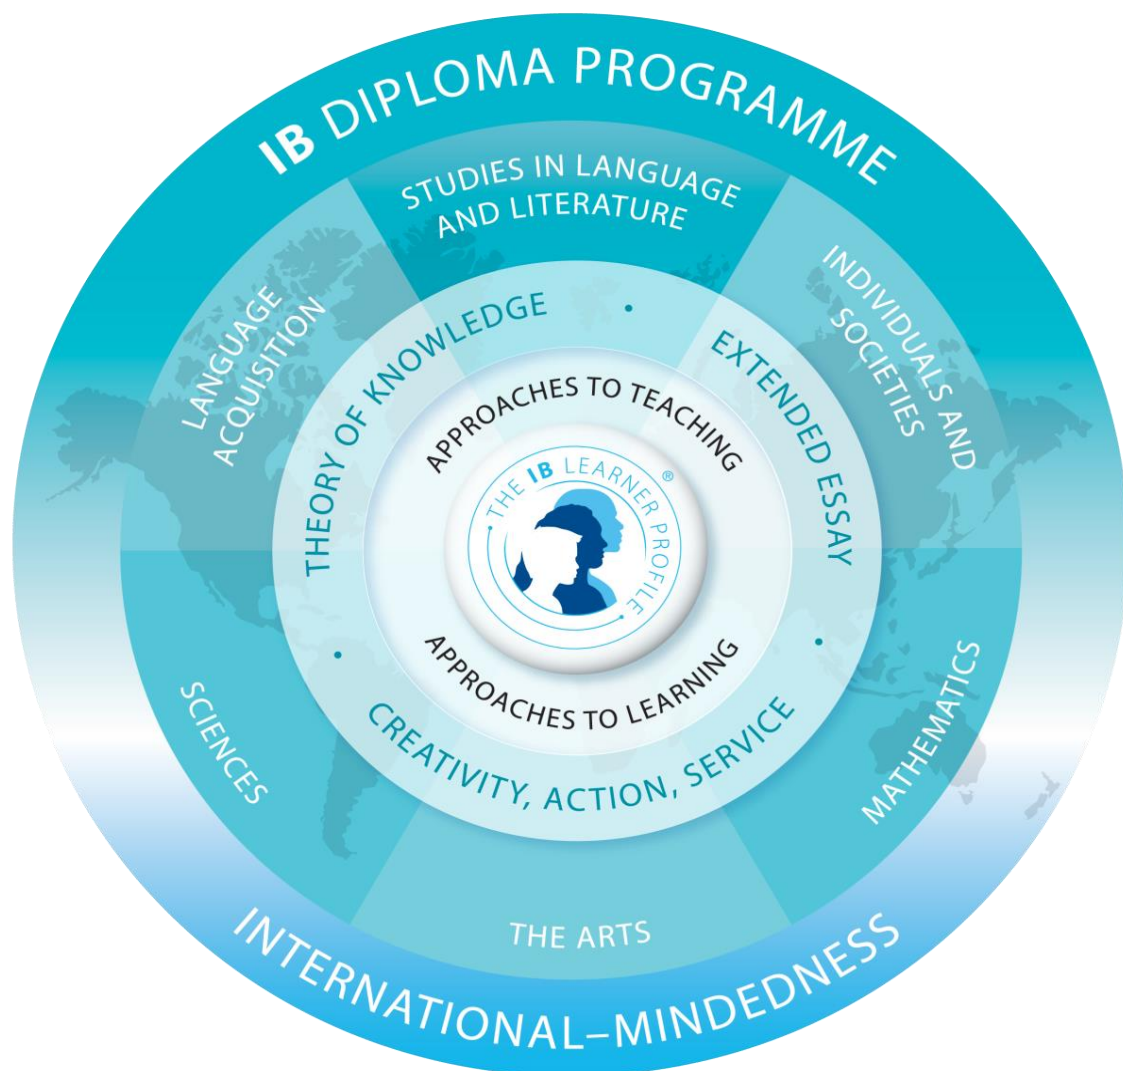 IB DIPLOMA PROGRAMME
STUDIES IN LANGUAGE
AND LITERATURE
LANGUAGE
ACQUISITION
INDIVIDUALS AND
SOCIETIES
THEORY OF KNOWLEDGE
·
EXTENDED ESSAY
APPROACHES TO TEACHING
· THE IB LEARNER PROFILE ·
®
APPROACHES TO LEARNING
· CREATIVITY, ACTION, SERVICE ·
SCIENCES
MATHEMATICS
THE ARTS
INTERNATIONAL–MINDEDNESS